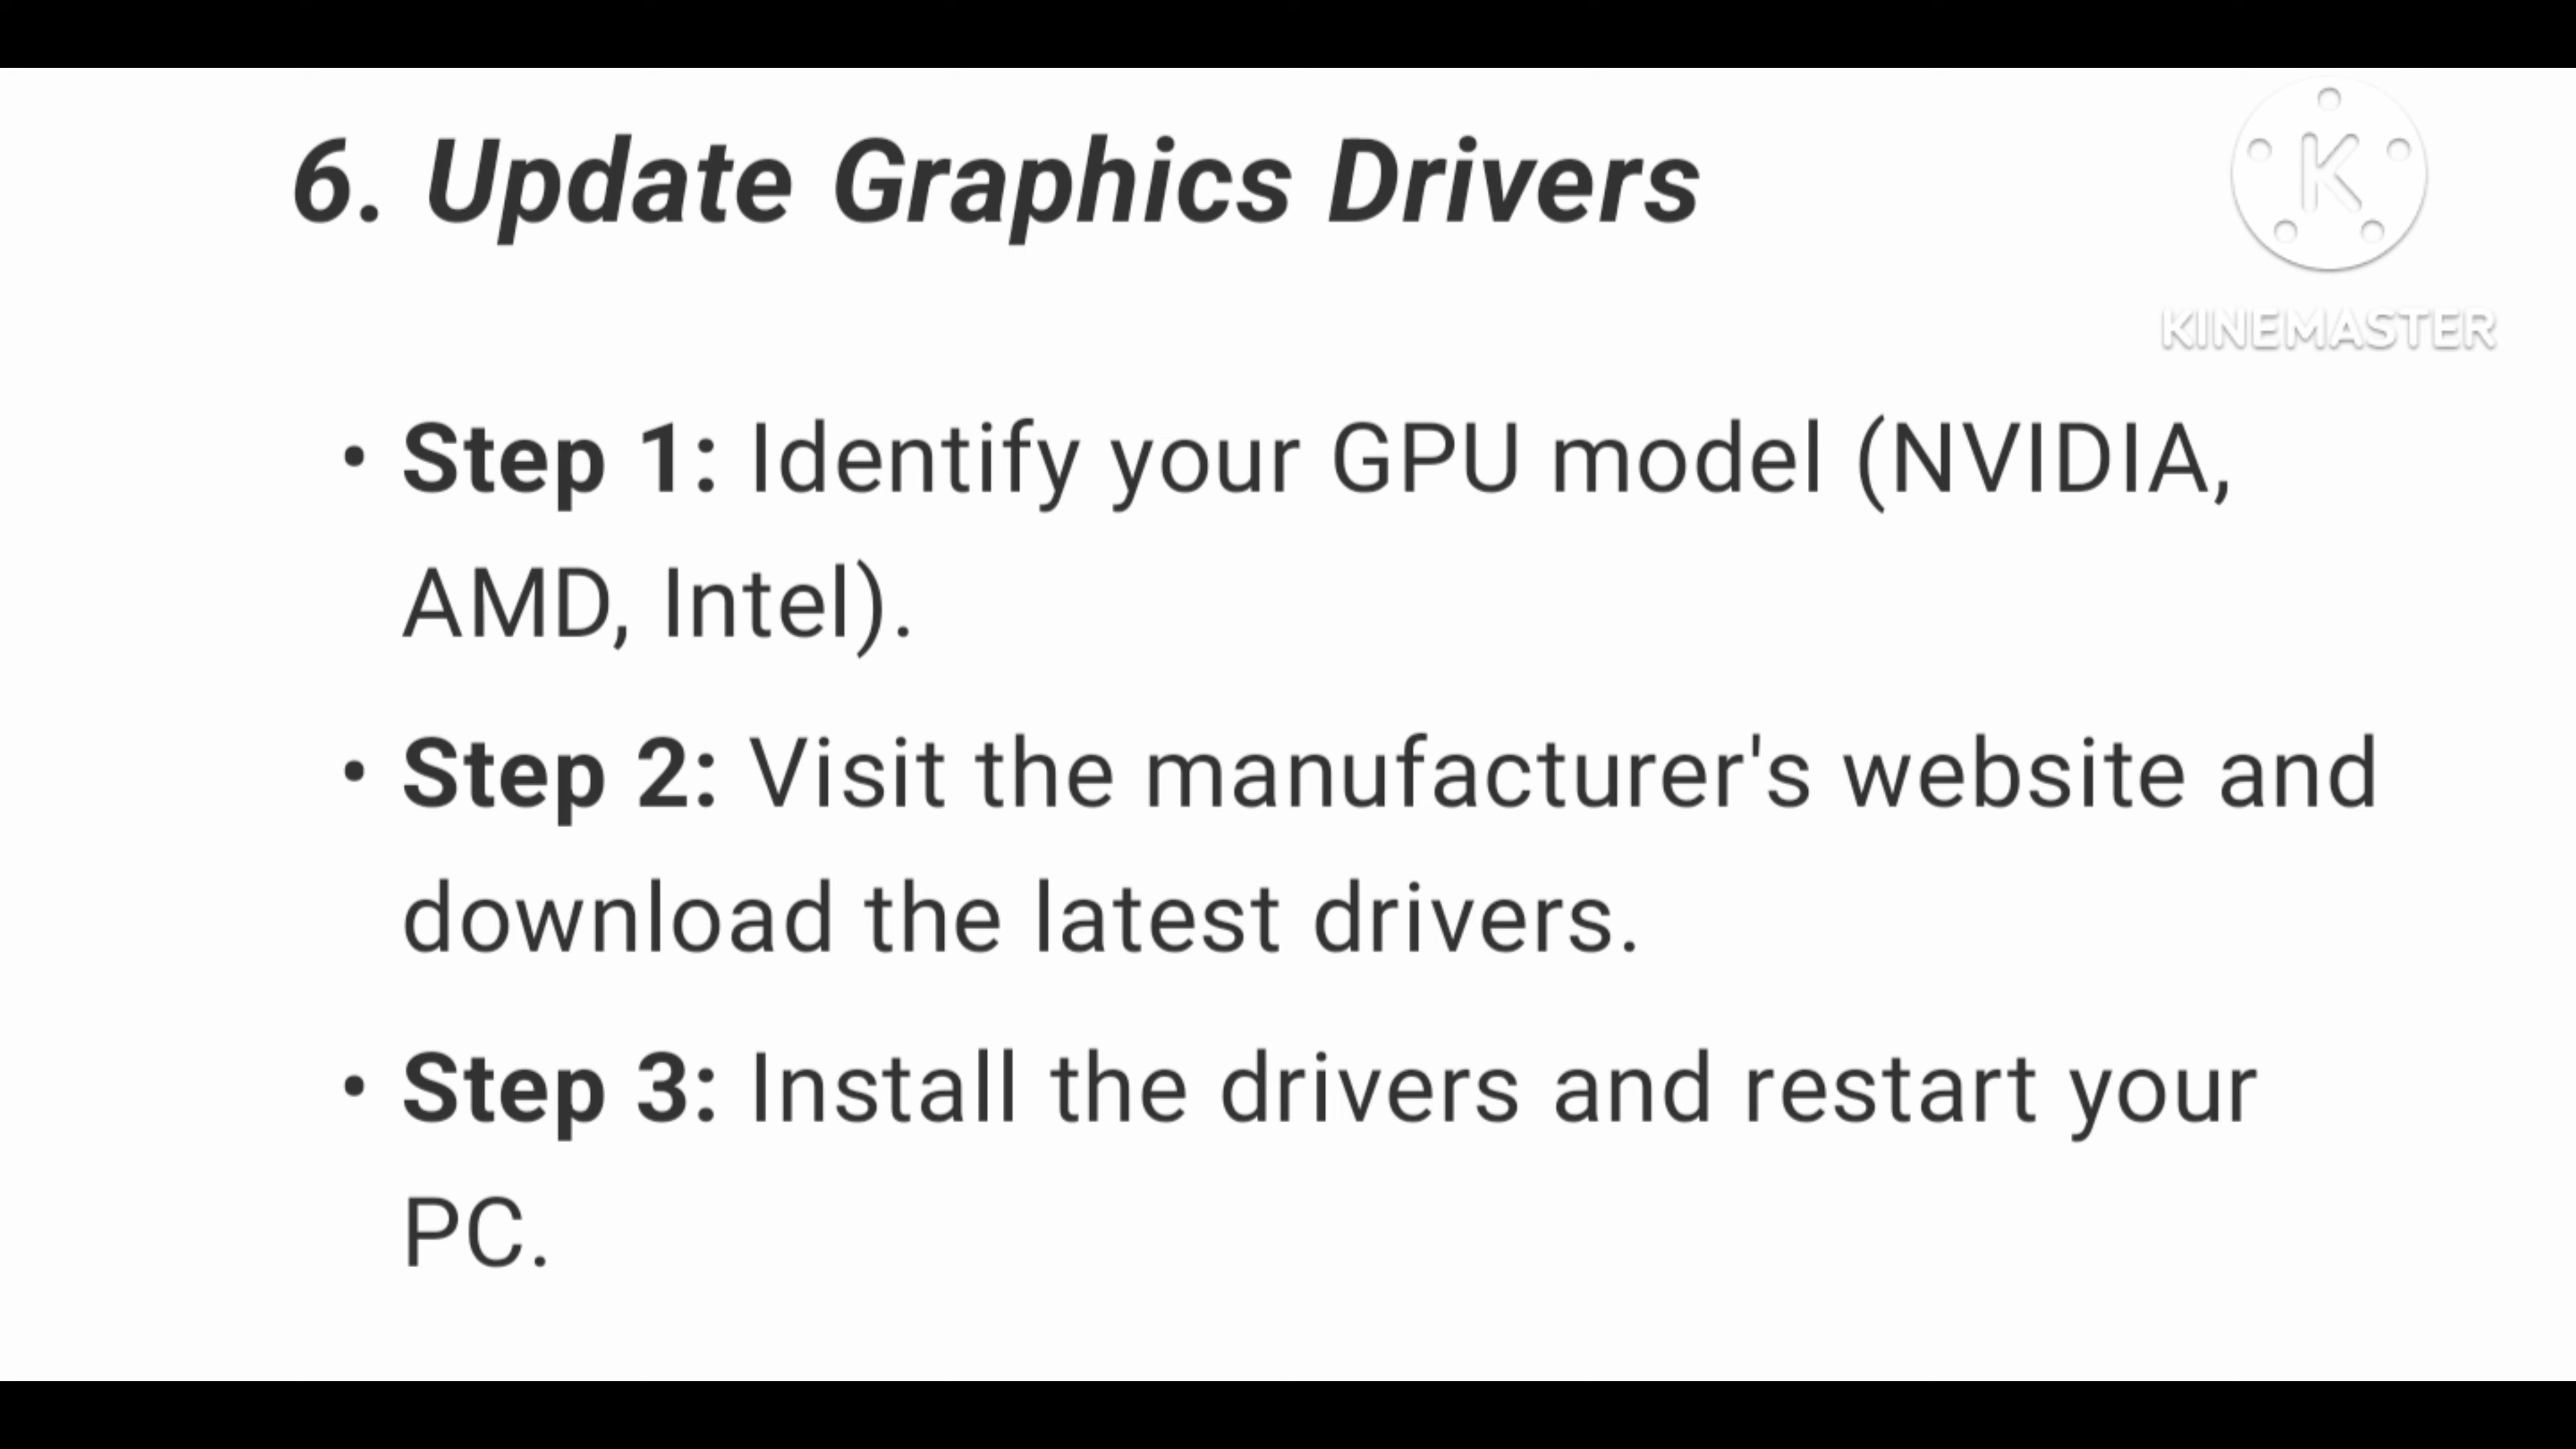 6. Update Graphics Drivers
K
KINEMASTER
• Step 1: Identify your GPU model (NVIDIA,
AMD, Intel).
• Step 2: Visit the manufacturer's website and
download the latest drivers.
• Step 3: Install the drivers and restart your
PC.